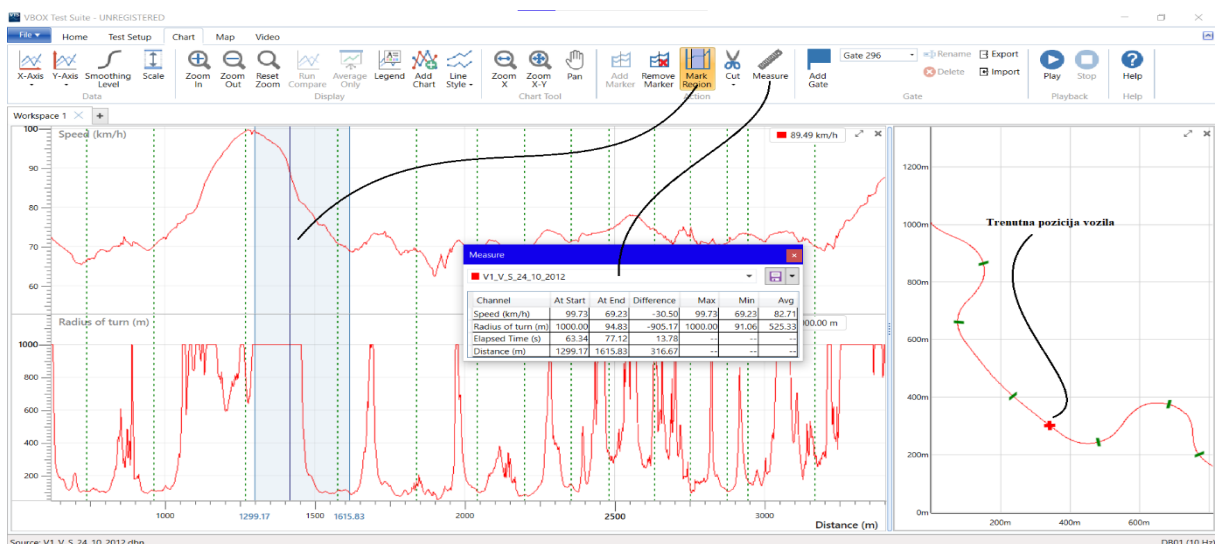 VBOX Test Suite - UNREGISTERED
File Home Test Setup Chart Map Video
X-Axis Y-Axis Smoothing Level Scale Zoom In Zoom Out Reset Zoom Run Compare Average Only Legend Add Chart Line Style Zoom X Zoom X-Y Pan Add Marker Remove Marker Mark Region Cut Measure Add Gate Gate 296 Rename Export Delete Import Play Stop Help
Data Display Chart Tool Action Gate Playback Help
Workspace 1
Speed (km/h)
89.49 km/h
100
90
80
70
60
Measure
V1_V_S_24_10_2012
Channel At Start At End Difference Max Min Avg
Speed (km/h) 99.73 69.23 -30.50 99.73 69.23 82.71
Radius of turn (m) 1000.00 94.83 -905.17 1000.00 91.06 525.33
Elapsed Time (s) 63.34 77.12 13.78 -- -- --
Distance (m) 1299.17 1615.83 316.67 -- -- --
Radius of turn (m)
00.00 m
1000
800
600
400
200
1000 1299.17 1500 1615.83 2000 2500 3000
Distance (m)
1200m
1000m
800m
600m
400m
200m
0m
Trenutna pozicija vozila
200m 400m 600m
Source: V1_V_S_24_10_2012.dbn
DB01 (10 Hz)